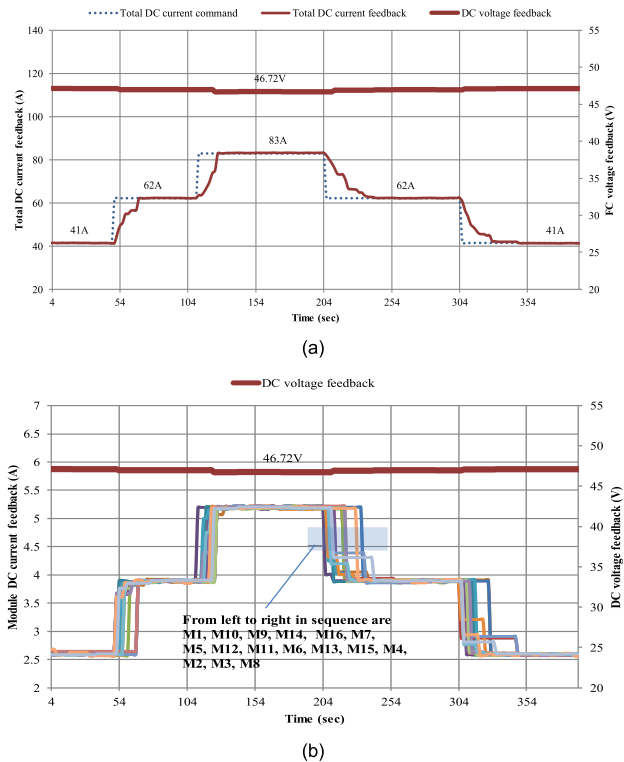 Total DC current command
Total DC current feedback
DC voltage feedback
140
120
100
80
60
40
20
Total DC current feedback (A)
55
50
45
40
35
30
25
20
FC voltage feedback (V)
46.72V
83A
62A
62A
41A
41A
4
54
104
154
204
254
304
354
Time (sec)
(a)
DC voltage feedback
7
6.5
6
5.5
5
4.5
4
3.5
3
2.5
2
Module DC current feedback (A)
55
50
45
40
35
30
25
20
DC voltage feedback (V)
46.72V
From left to right in sequence are
M1, M10, M9, M14, M16, M7,
M5, M12, M11, M6, M13, M15, M4,
M2, M3, M8
4
54
104
154
204
254
304
354
Time (sec)
(b)